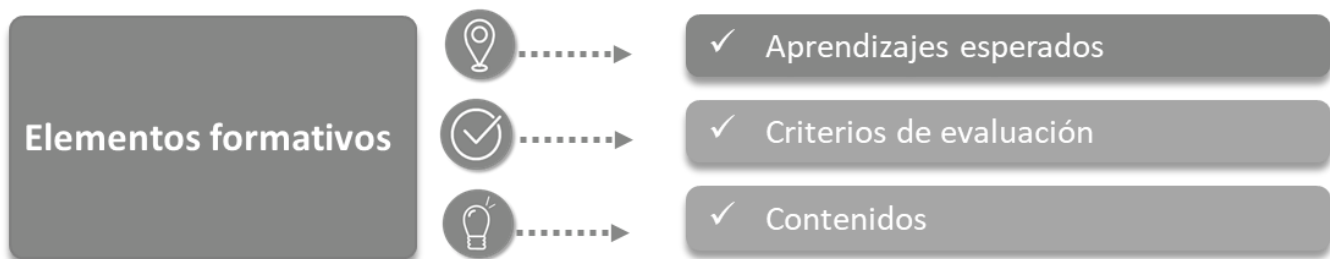 Elementos formativos
✓ Aprendizajes esperados
✓ Criterios de evaluación
✓ Contenidos